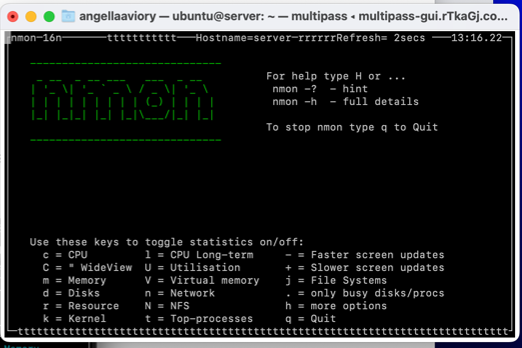 angellaaviory — ubuntu@server: ~ — multipass ◂ multipass-gui.rTkaGj.co...
nmon-16n———————ttttttttttt———Hostname=server—rrrrrrRefresh= 2secs ———13:16.22—
nmon
For help type H or ...
nmon -?  - hint
nmon -h  - full details
To stop nmon type q to Quit
Use these keys to toggle statistics on/off:
c = CPU        l = CPU Long-term    - = Faster screen updates
C = " WideView U = Utilisation      + = Slower screen updates
m = Memory     V = Virtual memory   j = File Systems
d = Disks      n = Network          . = only busy disks/procs
r = Resource   N = NFS              h = more options
k = Kernel     t = Top-processes    q = Quit